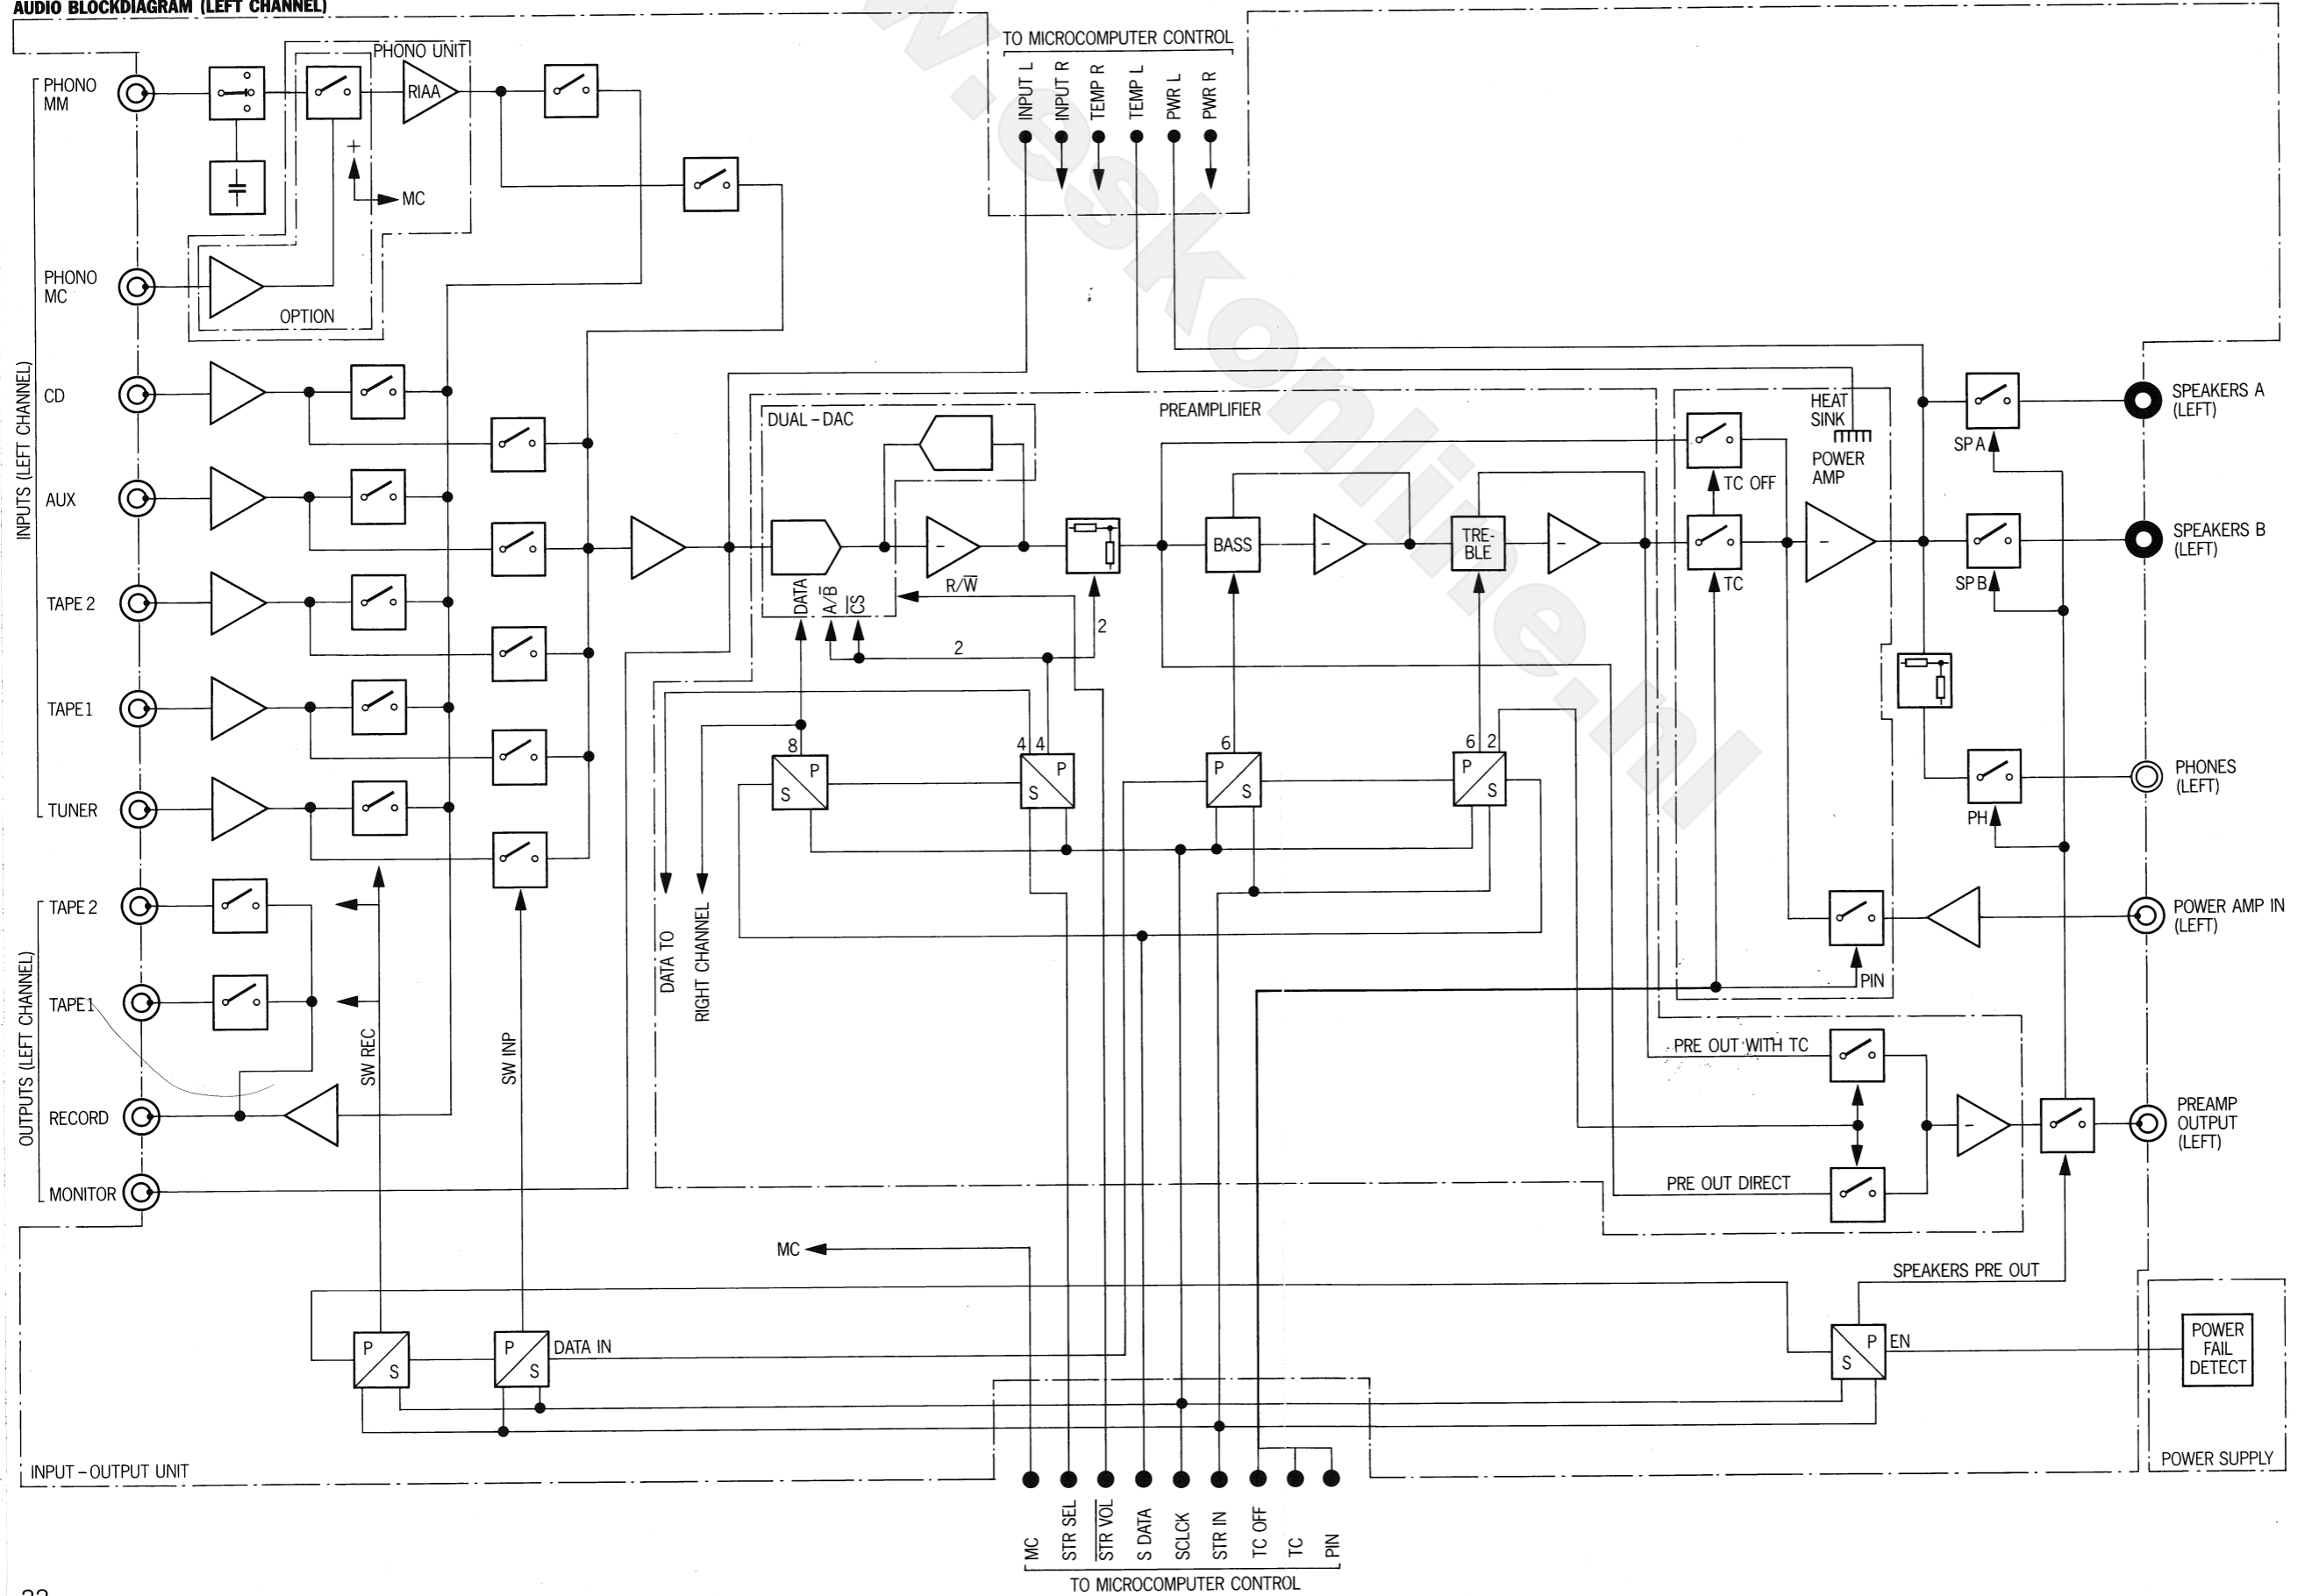 AUDIO BLOCKDIAGRAM (LEFT CHANNEL)
TO MICROCOMPUTER CONTROL
INPUT L
INPUT R
TEMP R
TEMP L
PWR L
PWR R
INPUTS (LEFT CHANNEL)
PHONO
MM
PHONO UNIT
RIAA
+
MC
PHONO
MC
OPTION
CD
AUX
TAPE 2
TAPE 1
TUNER
DUAL-DAC
PREAMPLIFIER
DATA
A/B̅
C̅S̅
R/W̅
2
2
BASS
TRE-
BLE
HEAT
SINK
POWER
AMP
TC OFF
TC
SP A
SPEAKERS A
(LEFT)
SP B
SPEAKERS B
(LEFT)
PH
PHONES
(LEFT)
PIN
POWER AMP IN
(LEFT)
8
P
S
4 4
P
S
6
P
S
6 2
P
S
DATA TO
RIGHT CHANNEL
OUTPUTS (LEFT CHANNEL)
TAPE 2
TAPE 1
RECORD
MONITOR
SW REC
SW INP
PRE OUT WITH TC
PRE OUT DIRECT
PREAMP
OUTPUT
(LEFT)
MC
SPEAKERS PRE OUT
P
S
P
S
DATA IN
P
S
EN
POWER
FAIL
DETECT
POWER SUPPLY
INPUT-OUTPUT UNIT
MC
STR SEL
S̅T̅R̅ V̅O̅L̅
S DATA
SCLCK
STR IN
TC OFF
TC
PIN
TO MICROCOMPUTER CONTROL
w.eskonline.nl